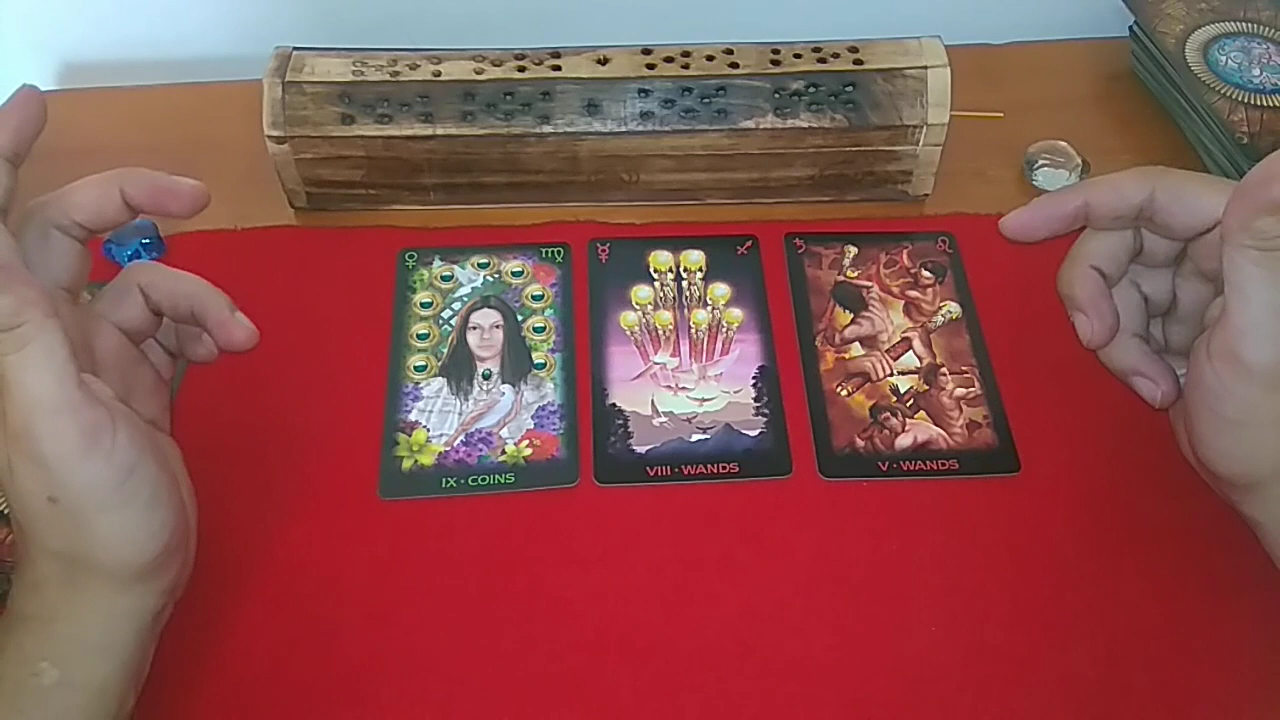 ♀ ♍
IX • COINS
☿ ♐
VIII • WANDS
♄ ♌
V • WANDS